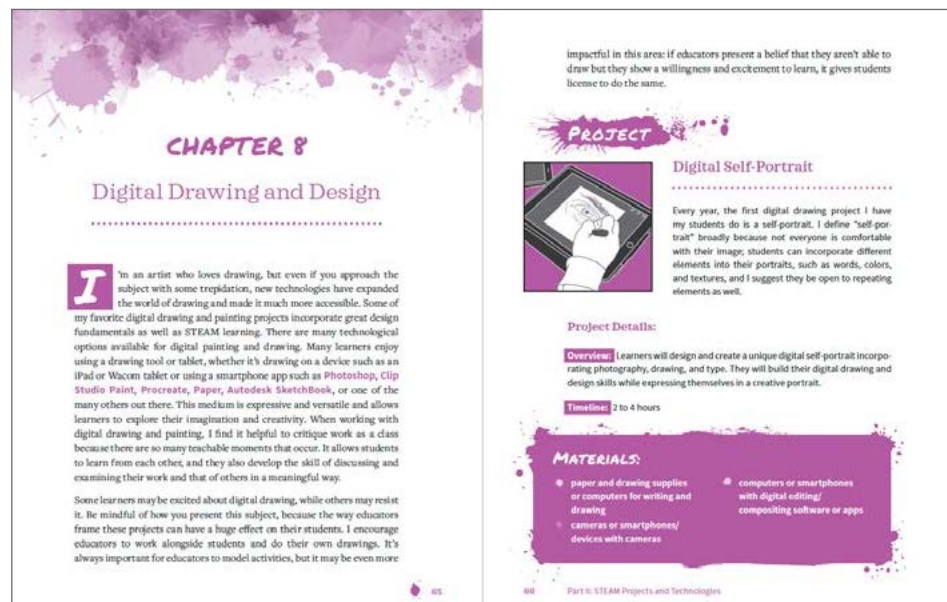 CHAPTER 8
Digital Drawing and Design
I'm an artist who loves drawing, but even if you approach the
subject with some trepidation, new technologies have expanded
the world of drawing and made it much more accessible. Some of
my favorite digital drawing and painting projects incorporate great design
fundamentals as well as STEAM learning. There are many technological
options available for digital painting and drawing. Many learners enjoy
using a drawing tool or tablet, whether it's drawing on a device such as an
iPad or Wacom tablet or using a smartphone app such as Photoshop, Clip
Studio Paint, Procreate, Paper, Autodesk SketchBook, or one of the
many others out there. This medium is expressive and versatile and allows
learners to explore their imagination and creativity. When working with
digital drawing and painting, I find it helpful to critique work as a class
because there are so many teachable moments that occur. It allows students
to learn from each other, and they also develop the skill of discussing and
examining their work and that of others in a meaningful way.
Some learners may be excited about digital drawing, while others may resist
it. Be mindful of how you present this subject, because the way educators
frame these projects can have a huge effect on their students. I encourage
educators to work alongside students and do their own drawings. It's
always important for educators to model activities, but it may be even more
65
impactful in this area: if educators present a belief that they aren't able to
draw but they show a willingness and excitement to learn, it gives students
license to do the same.
PROJECT
Digital Self-Portrait
Every year, the first digital drawing project I have
my students do is a self-portrait. I define "self-por-
trait" broadly because not everyone is comfortable
with their image; students can incorporate different
elements into their portraits, such as words, colors,
and textures, and I suggest they be open to repeating
elements as well.
Project Details:
Overview: Learners will design and create a unique digital self-portrait incorpo-
rating photography, drawing, and type. They will build their digital drawing and
design skills while expressing themselves in a creative portrait.
Timeline: 2 to 4 hours
MATERIALS:
paper and drawing supplies
or computers for writing and
drawing
cameras or smartphones/
devices with cameras
computers or smartphones
with digital editing/
compositing software or apps
66 Part II: STEAM Projects and Technologies